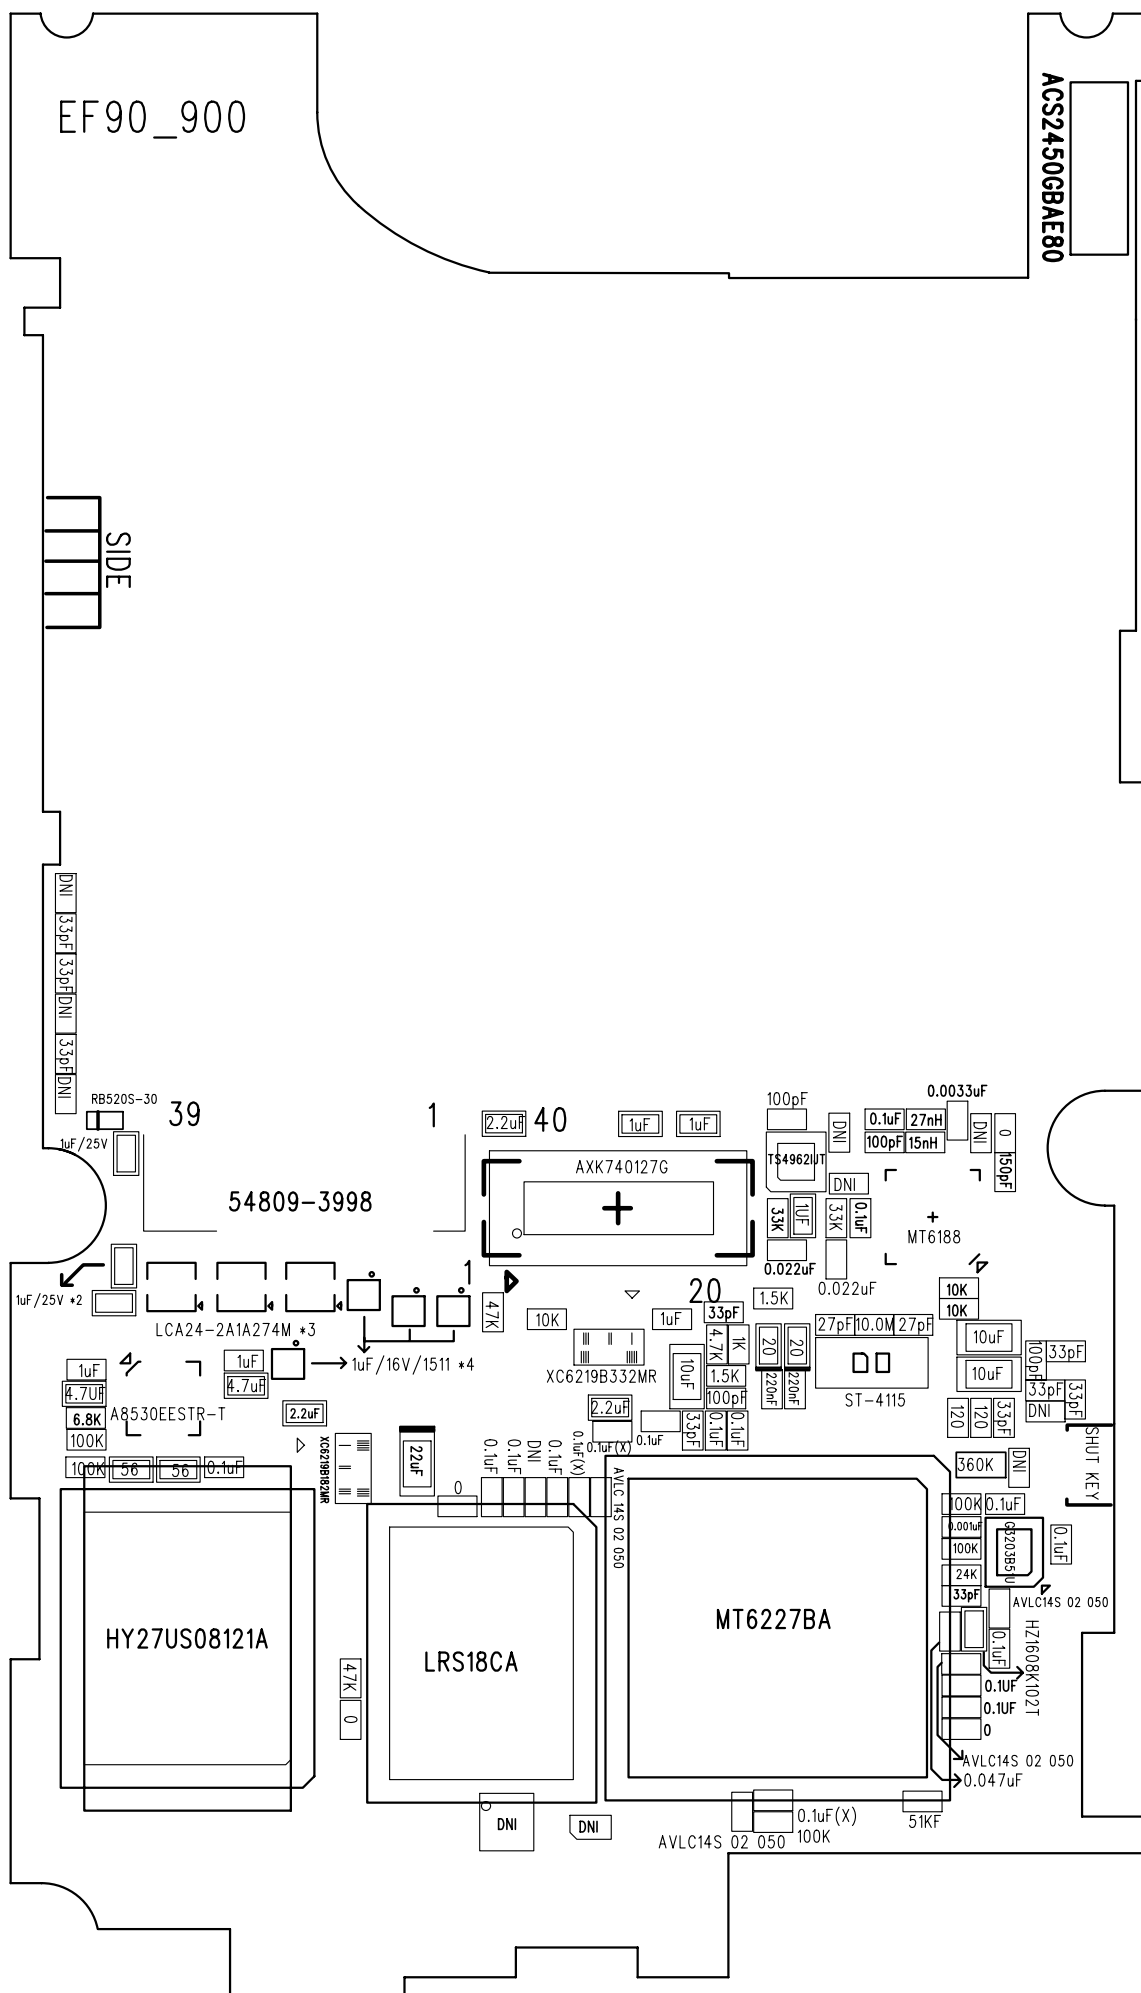 EF90_900
ACS2450GBAE80
SIDE
DNI
33pF
33pF
DNI
33pF
DNI
RB520S-30
1uF/25V
39
1
54809-3998
2.2uF
40
1uF
1uF
AXK740127G
1
20
100pF
TS4962IJT
DNI
DNI
33K
1UF
33K
0.1uF
0.022uF
0.022uF
0.1uF
27nH
100pF
15nH
0.0033uF
DNI
0
150pF
MT6188
10K
10K
1uF/25V *2
LCA24-2A1A274M *3
1uF/16V/1511 *4
47K
10K
1uF
33pF
1.5K
XC6219B332MR
4.7K
1K
20
20
27pF
10.0M
27pF
ST-4115
10uF
10uF
100pF
33pF
33pF
33pF
DNI
1uF
4.7UF
6.8K
100K
A8530EESTR-T
1uF
4.7uF
2.2uF
10uF
1.5K
100pF
220nF
220nF
2.2uF
0.1uF(X)
0.1uF
33pF
0.1uF
0.1uF
120
120
33pF
SHUT KEY
100K
56
56
0.1uF
XC6219B182MR
22uF
0
0.1uF
0.1uF
DNI
0.1uF
0.1uF(X)
AVLC 14S 02 050
360K
DNI
100K
0.1uF
0.001uF
100K
24K
33pF
G3203B51U
0.1uF
AVLC14S 02 050
HY27US08121A
LRS18CA
MT6227BA
47K
0
0.1uF
HZ1608K102T
0.1UF
0.1UF
0
AVLC14S 02 050
0.047uF
DNI
DNI
AVLC14S 02 050
0.1uF(X)
100K
51KF